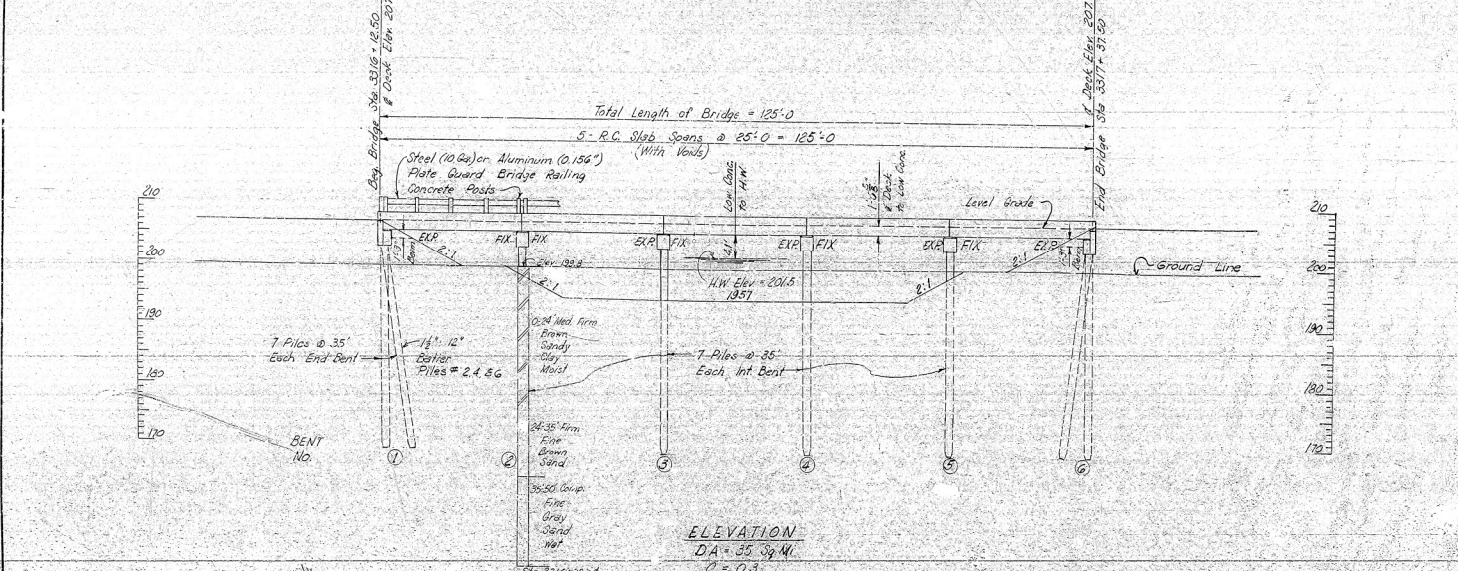 Beg. Bridge Sta. 3316 + 12.50
₵ Deck Elev. 207.
₵ Deck Elev. 207.
End Bridge Sta 3317 + 37.50
Total Length of Bridge = 125'-0
5 - R.C. Slab Spans @ 25'-0 = 125'-0
(With Voids)
Steel (10 Ga.) or Aluminum (0.156")
Plate Guard Bridge Railing
Concrete Posts
Low Conc.
to H.W.
4.1'
₵ Deck
to Low Conc.
Level Grade
210
200
190
180
170
210
200
190
180
170
EXP.
FIX
FIX
EXP.
FIX
EXP.
FIX
EXP.
FIX
EXP.
Berm
2:1
2:1
2:1
2:1
Berm
Elev. 199.8
H.W. Elev = 201.5
1957
Ground Line
0-24' Med. Firm
Brown
Sandy
Clay
Moist
7 Piles @ 35'
Each End Bent
1½" : 12"
Batter
Piles # 2,4,&6
7 Piles @ 35'
Each Int. Bent
24-35' Firm
Fine
Brown
Sand
35-50' Comp.
Fine
Gray
Sand
Wet
BENT
No.
1
2
3
4
5
6
ELEVATION
DA = 35 Sq Mi
C = 0.3